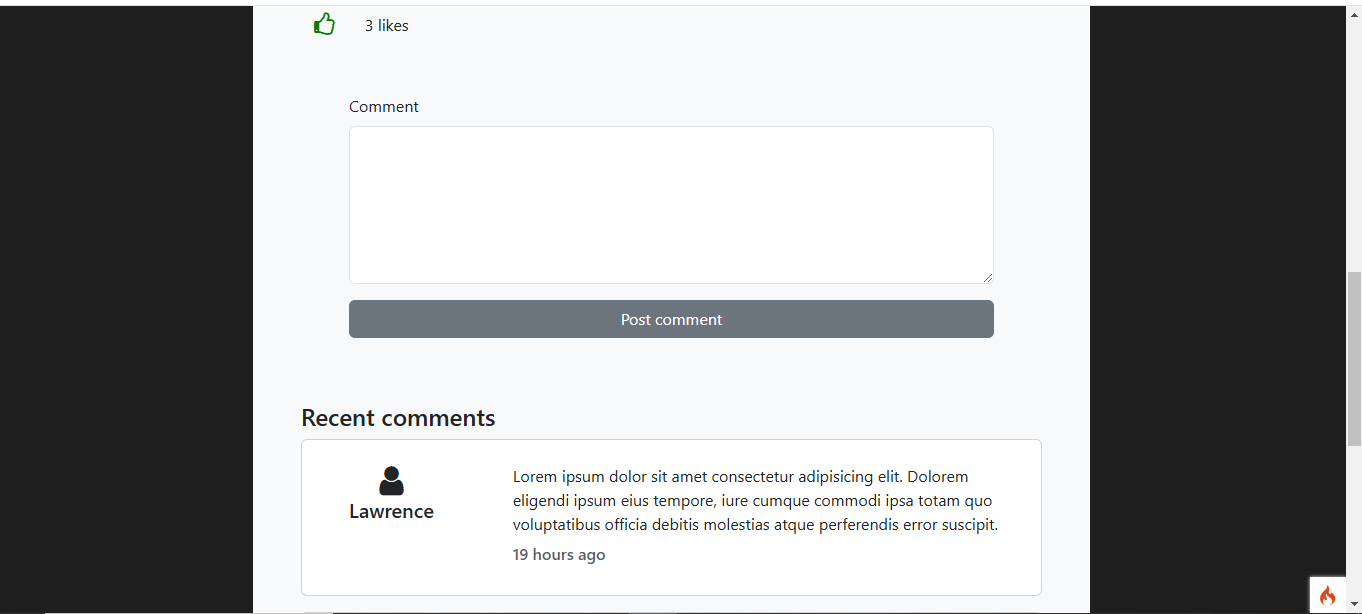 3 likes
Comment
Post comment
Recent comments
Lawrence
Lorem ipsum dolor sit amet consectetur adipisicing elit. Dolorem
eligendi ipsum eius tempore, iure cumque commodi ipsa totam quo
voluptatibus officia debitis molestias atque perferendis error suscipit.
19 hours ago